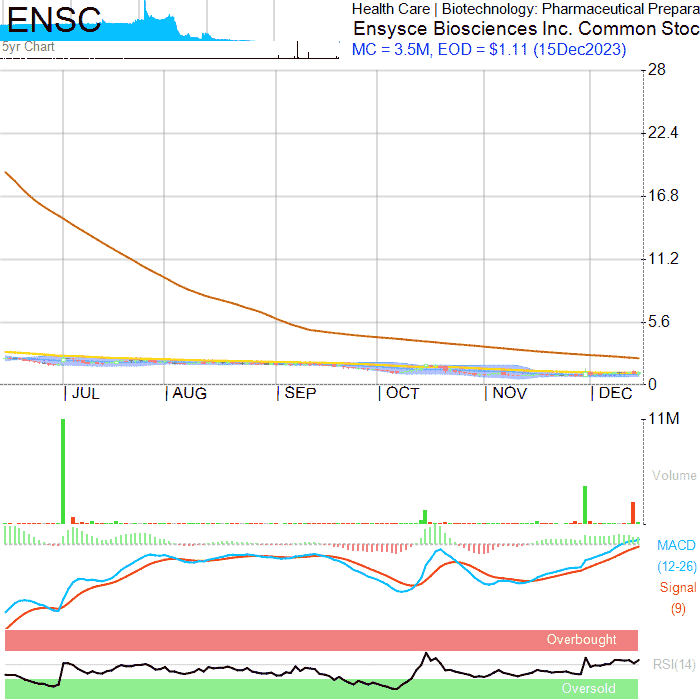 ENSC
5yr Chart
Health Care | Biotechnology: Pharmaceutical Prepara
Ensysce Biosciences Inc. Common Stoc
MC = 3.5M, EOD = $1.11 (15Dec2023)
28
22.4
16.8
11.2
5.6
0
JUL AUG SEP OCT NOV DEC
11M
Volume
MACD
(12-26)
Signal
(9)
Overbought
RSI(14)
Oversold